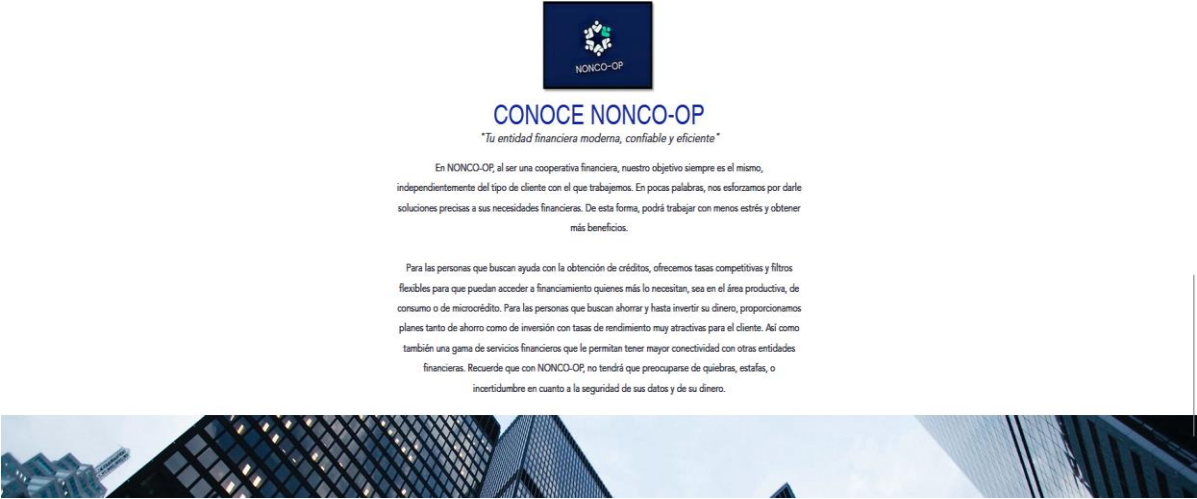 NONCO-OP
CONOCE NONCO-OP
"Tu entidad financiera moderna, confiable y eficiente"
En NONCO-OP, al ser una cooperativa financiera, nuestro objetivo siempre es el mismo,
independientemente del tipo de cliente con el que trabajemos. En pocas palabras, nos esforzamos por darle
soluciones precisas a sus necesidades financieras. De esta forma, podrá trabajar con menos estrés y obtener
más beneficios.
Para las personas que buscan ayuda con la obtención de créditos, ofrecemos tasas competitivas y filtros
flexibles para que puedan acceder a financiamiento quienes más lo necesitan, sea en el área productiva, de
consumo o de microcrédito. Para las personas que buscan ahorrar y hasta invertir su dinero, proporcionamos
planes tanto de ahorro como de inversión con tasas de rendimiento muy atractivas para el cliente. Así como
también una gama de servicios financieros que le permitan tener mayor conectividad con otras entidades
financieras. Recuerde que con NONCO-OP, no tendrá que preocuparse de quiebras, estafas, o
incertidumbre en cuanto a la seguridad de sus datos y de su dinero.